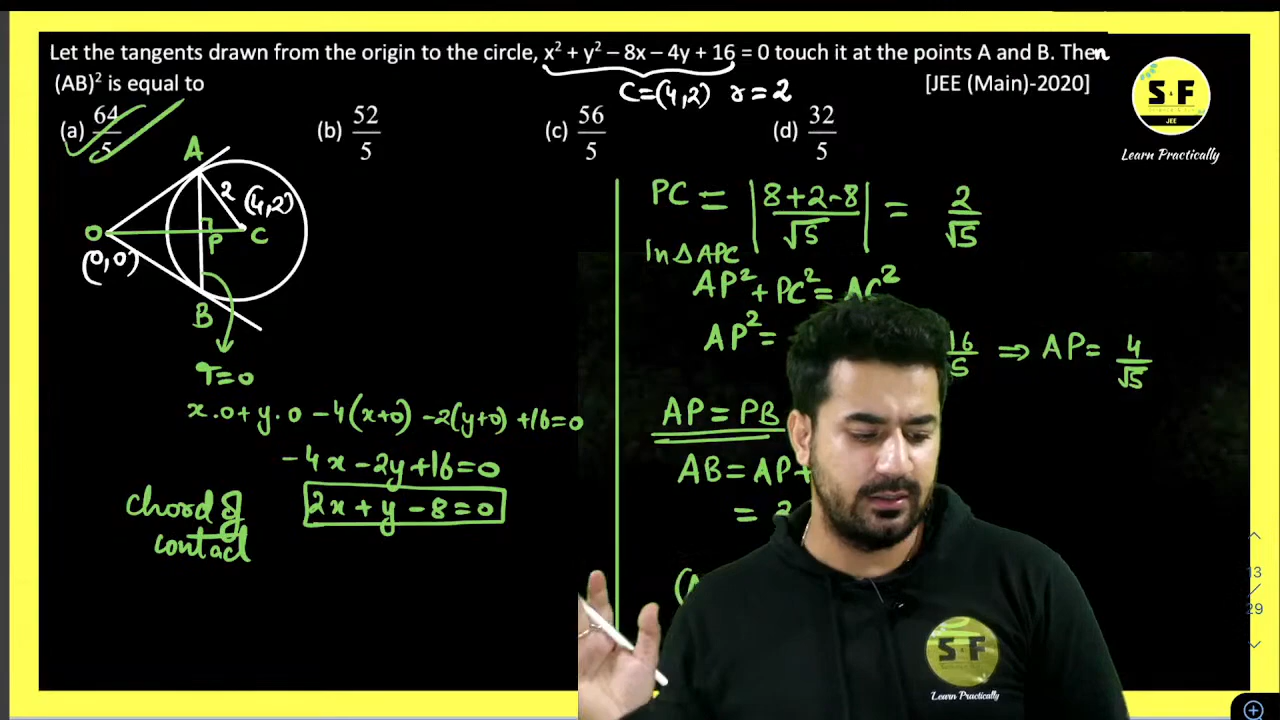 Let the tangents drawn from the origin to the circle, x² + y² − 8x − 4y + 16 = 0 touch it at the points A and B. Then
(AB)² is equal to
[JEE (Main)-2020]
C=(4,2) r=2
(a) 64/5 (b) 52/5 (c) 56/5 (d) 32/5
S&F
JEE
Learn Practically
A
2 (4,2)
O P C
(0,0)
B
T=0
x.0+y.0 −4(x+0) −2(y+0) +16=0
−4x−2y+16=0
2x+y−8=0
Chord of
contact
PC = |8+2−8/√5| = 2/√5
In △APC
AP²+PC²=AC²
AP²= 16/5 ⇒ AP= 4/√5
AP=PB
AB=AP+
=
13
/
29
S&F
Learn Practically